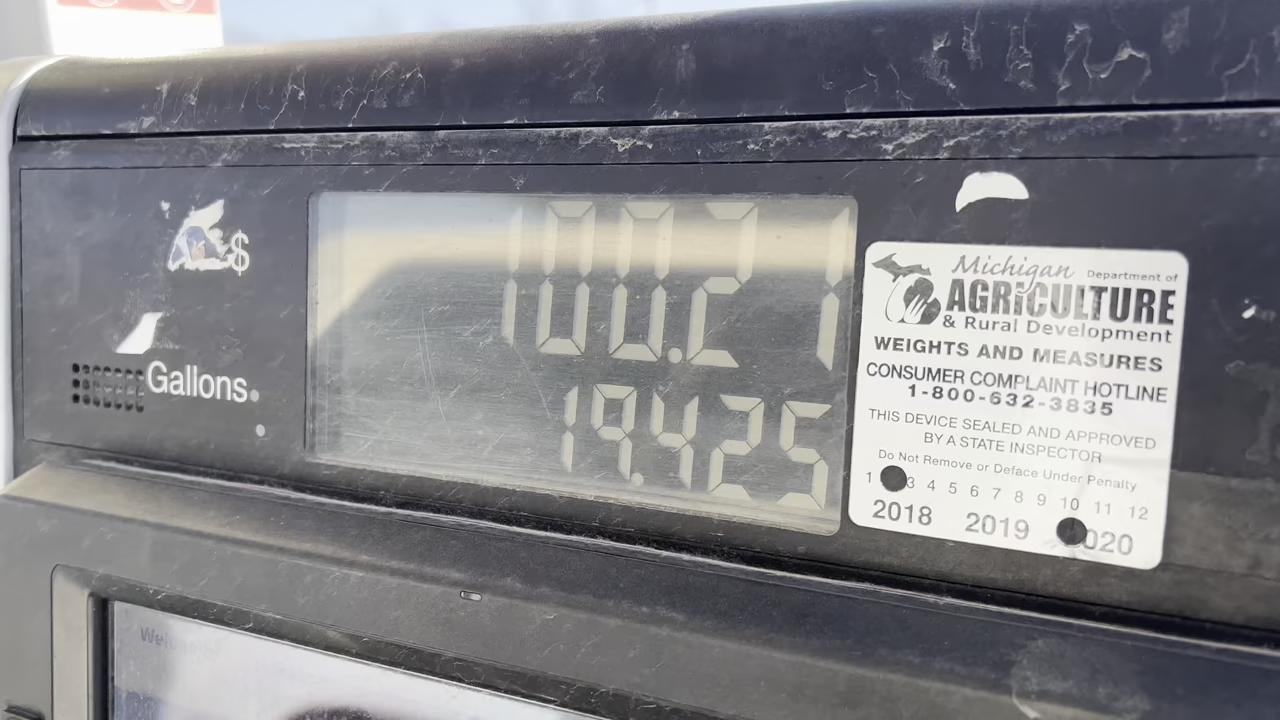 $ 100.21
Gallons. 19.425
Michigan Department of
AGRICULTURE
& Rural Development
WEIGHTS AND MEASURES
CONSUMER COMPLAINT HOTLINE
1-800-632-3835
THIS DEVICE SEALED AND APPROVED
BY A STATE INSPECTOR
Do Not Remove or Deface Under Penalty
1 3 4 5 6 7 8 9 10 11 12
2018 2019 2020